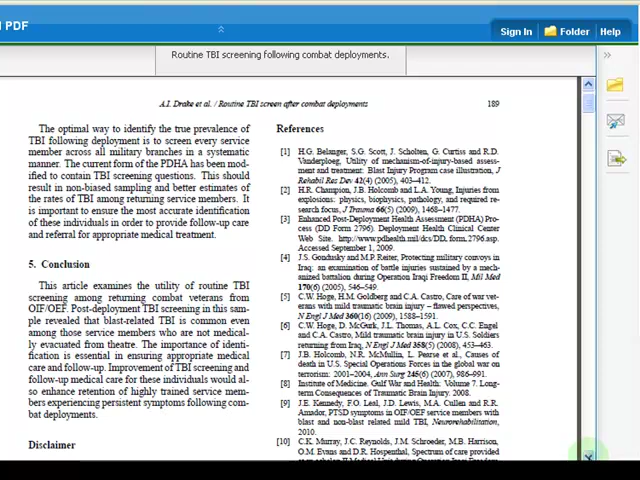 PDF
Sign In
Folder
Help
Routine TBI screening following combat deployments.
A.I. Drake et al. / Routine TBI screen after combat deployments
189
The optimal way to identify the true prevalence of
TBI following deployment is to screen every service
member across all military branches in a systematic
manner. The current form of the PDHA has been mod-
ified to contain TBI screening questions. This should
result in non-biased sampling and better estimates of
the rates of TBI among returning service members. It
is important to ensure the most accurate identification
of these individuals in order to provide follow-up care
and referral for appropriate medical treatment.
5. Conclusion
This article examines the utility of routine TBI
screening among returning combat veterans from
OIF/OEF. Post-deployment TBI screening in this sam-
ple revealed that blast-related TBI is common even
among those service members who are not medical-
ly evacuated from theatre. The importance of identi-
fication is essential in ensuring appropriate medical
care and follow-up. Improvement of TBI screening and
follow-up medical care for these individuals would al-
so enhance retention of highly trained service mem-
bers experiencing persistent symptoms following com-
bat deployments.
Disclaimer
References
[1] H.G. Belanger, S.G. Scott, J. Scholten, G. Curtiss and R.D.
Vanderploeg, Utility of mechanism-of-injury-based assess-
ment and treatment. Blast Injury Program case illustration, J
Rehabil Res Dev 42(4) (2005), 403–412.
[2] H.R. Champion, J.B. Holcomb and L.A. Young, Injuries from
explosions: physics, biophysics, pathology, and required re-
search focus, J Trauma 66(5) (2009), 1468–1477.
[3] Enhanced Post-Deployment Health Assessment (PDHA) Pro-
cess (DD Form 2796). Deployment Health Clinical Center
Web Site. http://www.pdhealth.mil/dcs/DD_form_2796.asp.
Accessed September 1, 2009.
[4] J.S. Gondusky and M.P. Reiter, Protecting military convoys in
Iraq: an examination of battle injuries sustained by a mech-
anized battalion during Operation Iraqi Freedom II, Mil Med
170(6) (2005), 546–549.
[5] C.W. Hoge, H.M. Goldberg and C.A. Castro, Care of war vet-
erans with mild traumatic brain injury – flawed perspectives,
N Engl J Med 360(16) (2009), 1588–1591.
[6] C.W. Hoge, D. McGurk, J.L. Thomas, A.L. Cox, C.C. Engel
and C.A. Castro, Mild traumatic brain injury in U.S. Soldiers
returning from Iraq, N Engl J Med 358(5) (2008), 453–463.
[7] J.B. Holcomb, N.R. McMullin, L. Pearse et al., Causes of
death in U.S. Special Operations Forces in the global war on
terrorism: 2001–2004, Ann Surg 245(6) (2007), 986–991.
[8] Institute of Medicine. Gulf War and Health: Volume 7. Long-
term Consequences of Traumatic Brain Injury. 2008.
[9] J.E. Kennedy, F.O. Leal, J.D. Lewis, M.A. Cullen and R.R.
Amador, PTSD symptoms in OIF/OEF service members with
blast and non-blast related mild TBI, Neurorehabilitation,
2010.
[10] C.K. Murray, J.C. Reynolds, J.M. Schroeder, M.B. Harrison,
O.M. Evans and D.R. Hospenthal, Spectrum of care provided